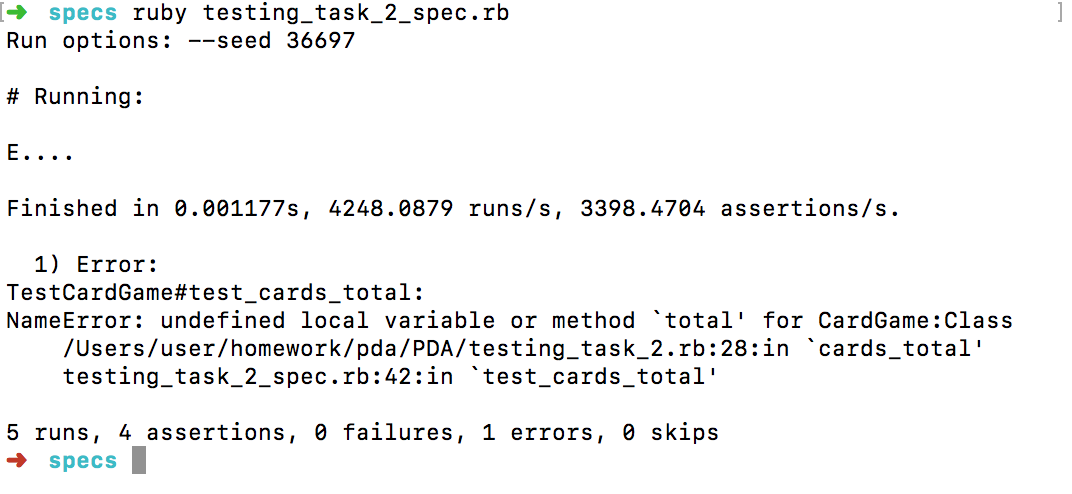 [➜ specs ruby testing_task_2_spec.rb ]
Run options: --seed 36697
# Running:
E....
Finished in 0.001177s, 4248.0879 runs/s, 3398.4704 assertions/s.
1) Error:
TestCardGame#test_cards_total:
NameError: undefined local variable or method `total' for CardGame:Class
/Users/user/homework/pda/PDA/testing_task_2.rb:28:in `cards_total'
testing_task_2_spec.rb:42:in `test_cards_total'
5 runs, 4 assertions, 0 failures, 1 errors, 0 skips
➜ specs